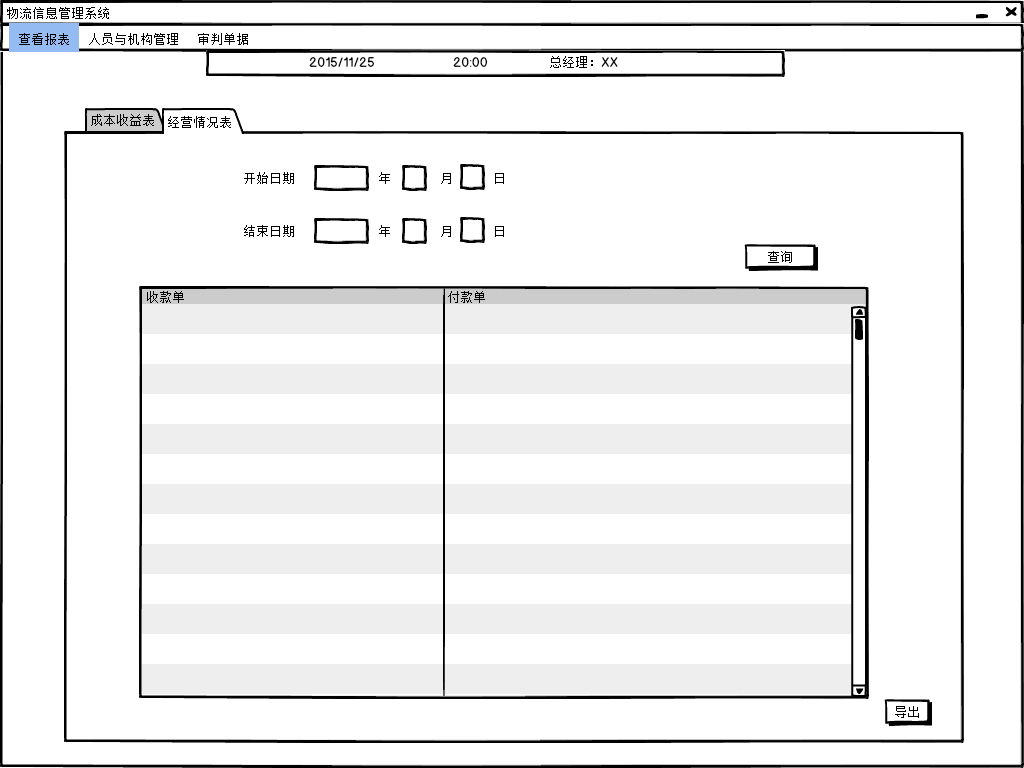 物流信息管理系统
查看报表 人员与机构管理 审判单据
2015/11/25 20:00 总经理：XX
成本收益表 经营情况表
开始日期 年 月 日
结束日期 年 月 日
查询
收款单 付款单
导出